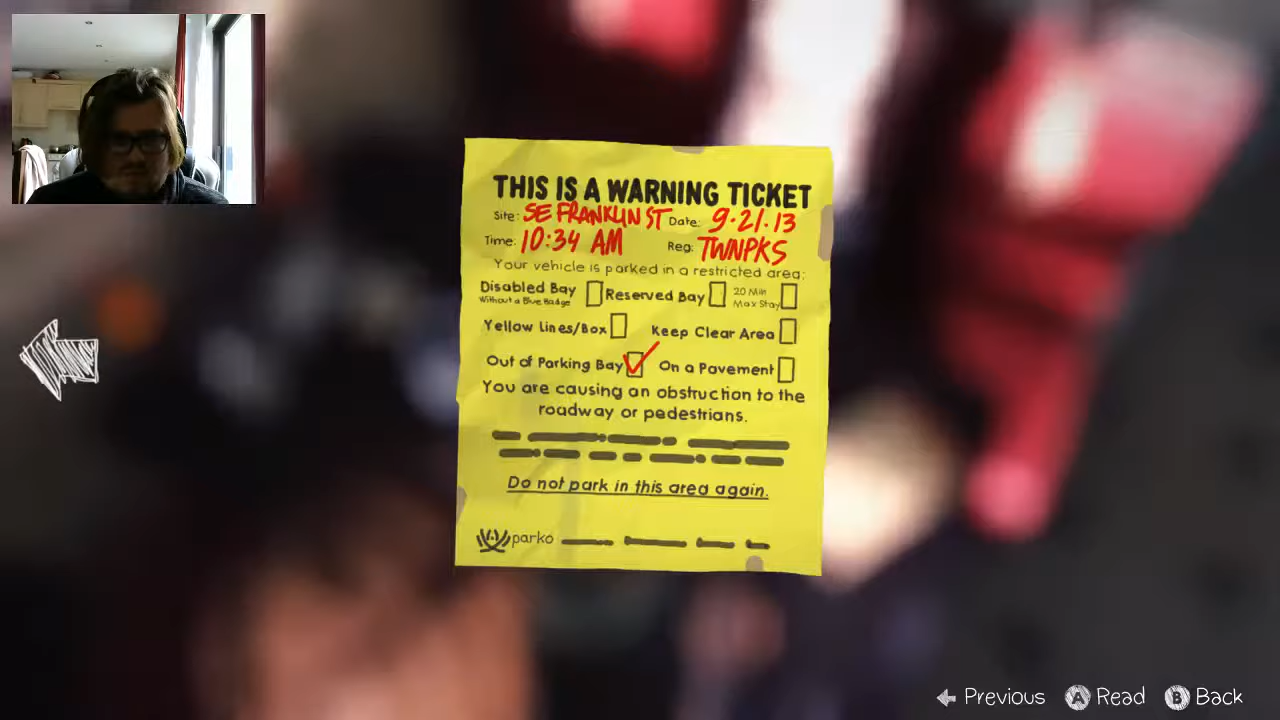 THIS IS A WARNING TICKET
Site: SE FRANKLIN ST Date: 9.21.13
Time: 10:34 AM Reg: TWNPKS
Your vehicle is parked in a restricted area:
Disabled Bay Reserved Bay 20 Min
Without a Blue Badge Max Stay
Yellow Lines/Box Keep Clear Area
Out of Parking Bay On a Pavement
You are causing an obstruction to the
roadway or pedestrians.
Do not park in this area again.
parko
Previous A Read B Back